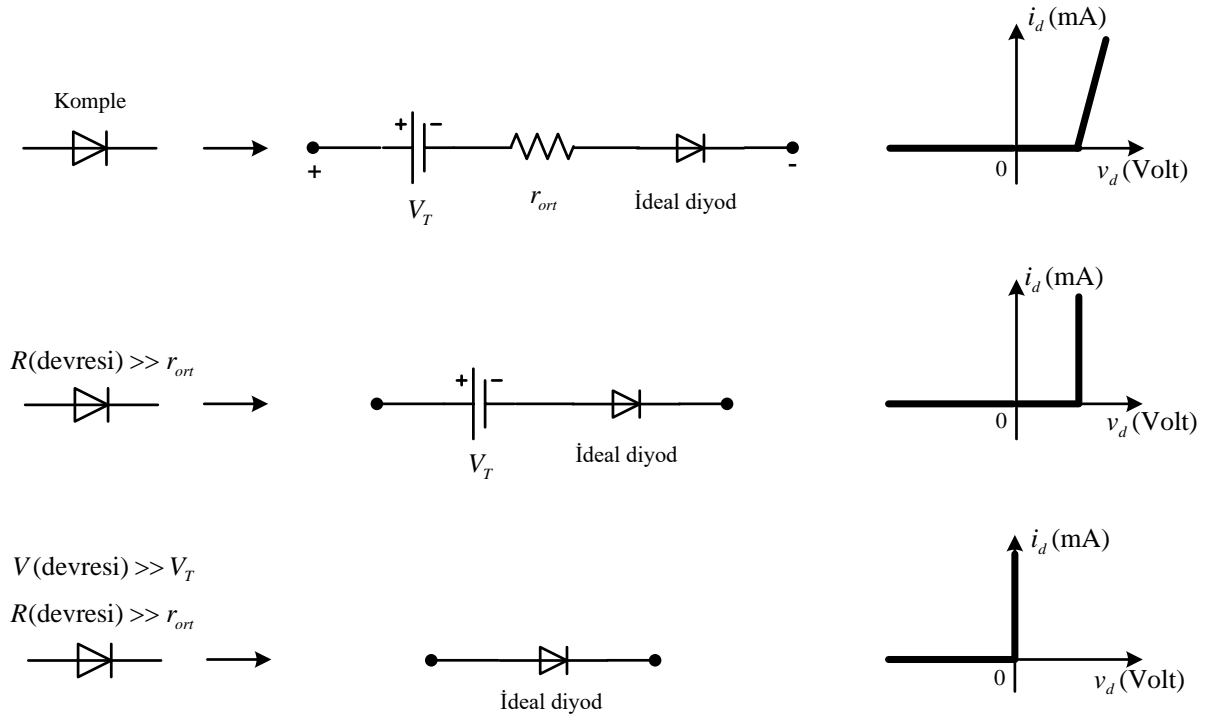 Komple
+ −
+ -
V_T
r_ort
İdeal diyod
i_d (mA)
0
v_d (Volt)
R(devresi) >> r_ort
+ −
V_T
İdeal diyod
i_d (mA)
0
v_d (Volt)
V(devresi) >> V_T
R(devresi) >> r_ort
İdeal diyod
i_d (mA)
0
v_d (Volt)